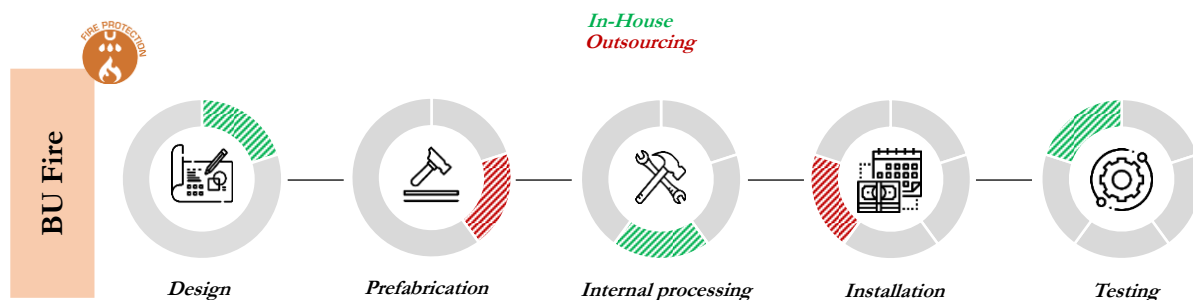 In-House
Outsourcing
FIRE PROTECTION
BU Fire
Design
Prefabrication
Internal processing
Installation
Testing